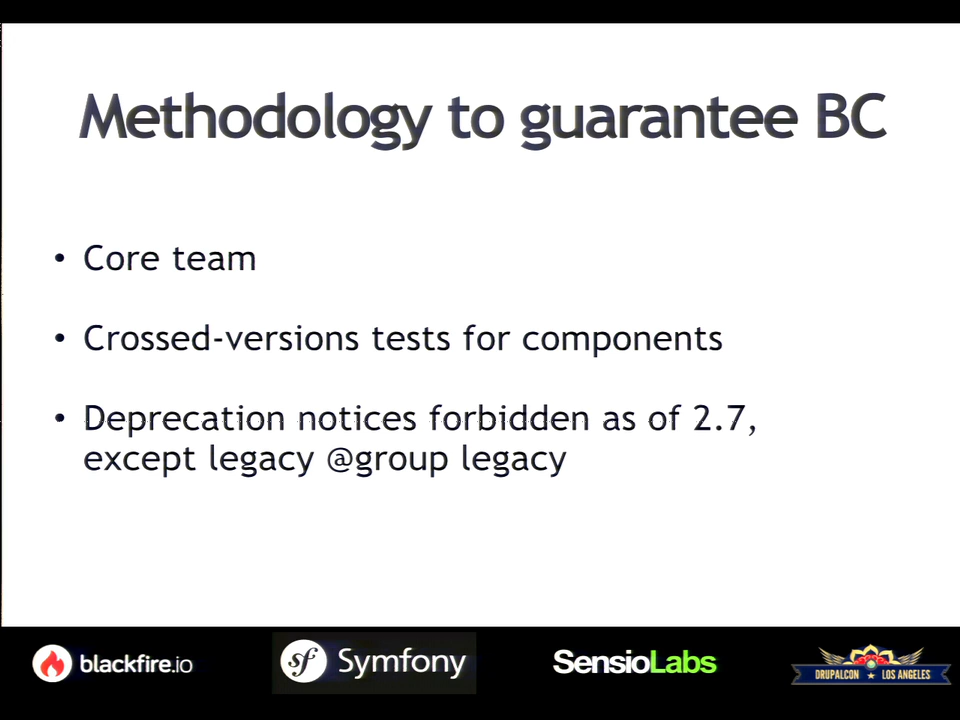 Methodology to guarantee BC
• Core team
• Crossed-versions tests for components
• Deprecation notices forbidden as of 2.7,
except legacy @group legacy
blackfire.io
sf Symfony
SensioLabs
DRUPALCON ★ LOS ANGELES